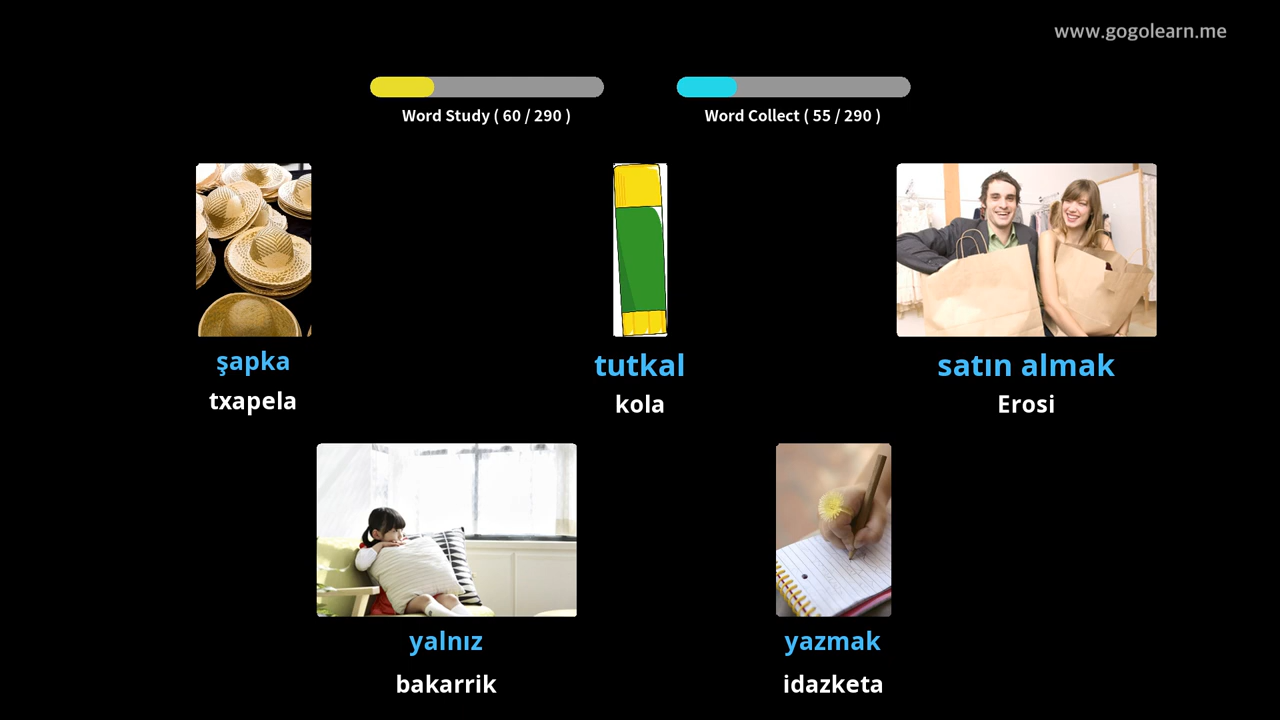 www.gogolearn.me
Word Study ( 60 / 290 )
Word Collect ( 55 / 290 )
şapka
txapela
tutkal
kola
satın almak
Erosi
yalnız
bakarrik
yazmak
idazketa